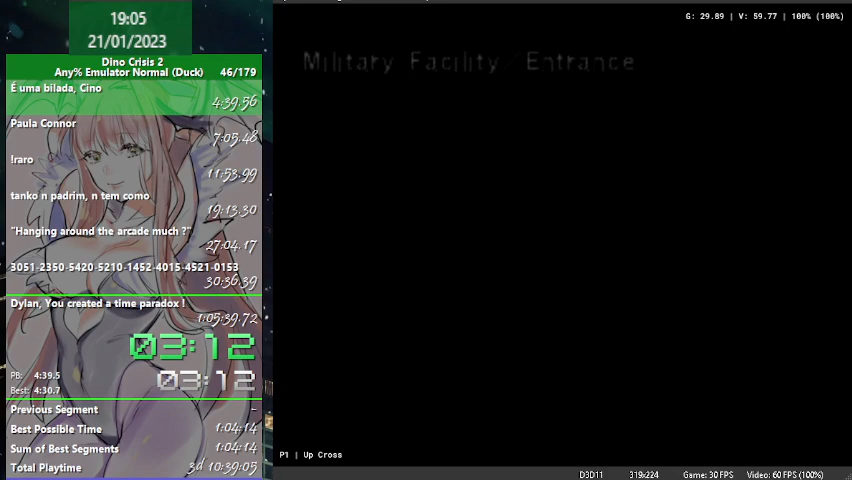 19:05
21/01/2023
Dino Crisis 2
Any% Emulator Normal (Duck) 46/179
É uma bilada, Cino
4:39.56
Paula Connor
7:05.48
!raro
11:53.99
tanko n padrim, n tem como
19:13.30
"Hanging around the arcade much ?"
27:04.17
3051-2350-5420-5210-1452-4015-4521-0153
30:36.39
Dylan, You created a time paradox !
1:05:39.72
03:12
03:12
PB: 4:39.5
Best: 4:30.7
Previous Segment -
Best Possible Time 1:04:14
Sum of Best Segments 1:04:14
Total Playtime 3d 10:39:05
G: 29.89 | V: 59.77 | 100% (100%)
Military Facility/Entrance
P1 | Up Cross
D3D11 319x224 Game: 30 FPS Video: 60 FPS (100%)